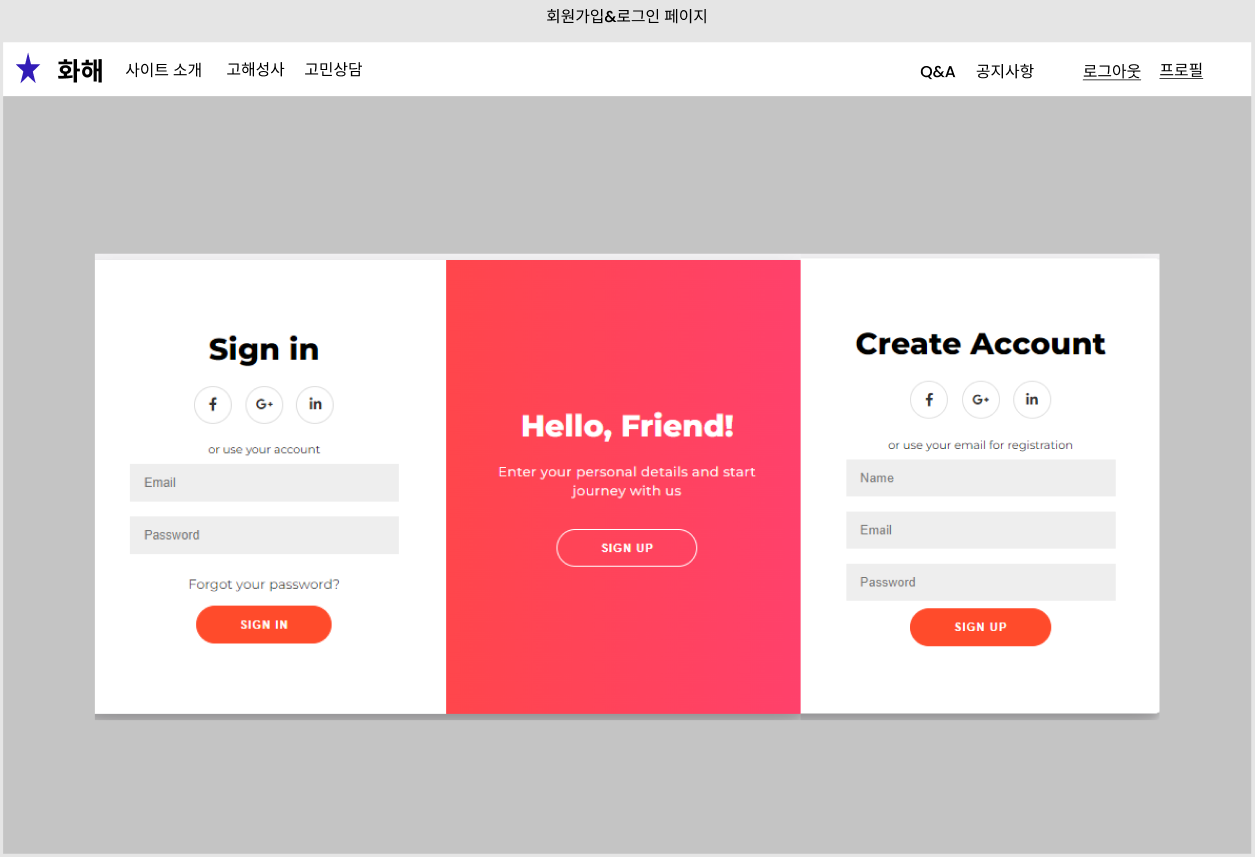 회원가입&로그인 페이지
화해 사이트 소개 고해성사 고민상담 Q&A 공지사항 로그아웃 프로필
Sign in
f G+ in
or use your account
Email
Password
Forgot your password?
SIGN IN
Hello, Friend!
Enter your personal details and start
journey with us
SIGN UP
Create Account
f G+ in
or use your email for registration
Name
Email
Password
SIGN UP